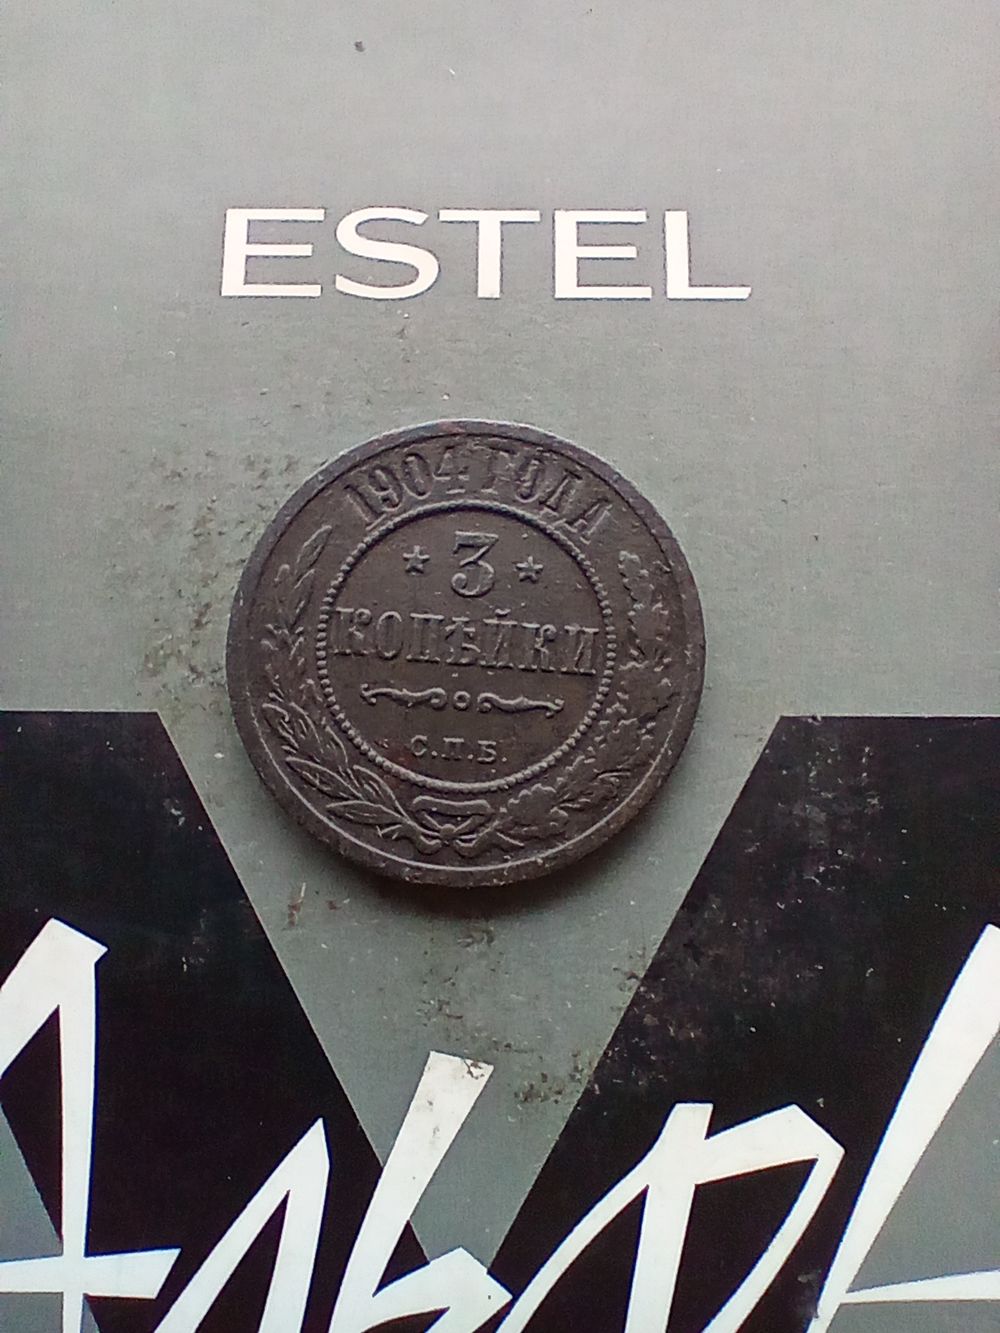 ESTEL
1904 ГОДА
* 3 *
КОПѢЙКИ
С.П.Б.